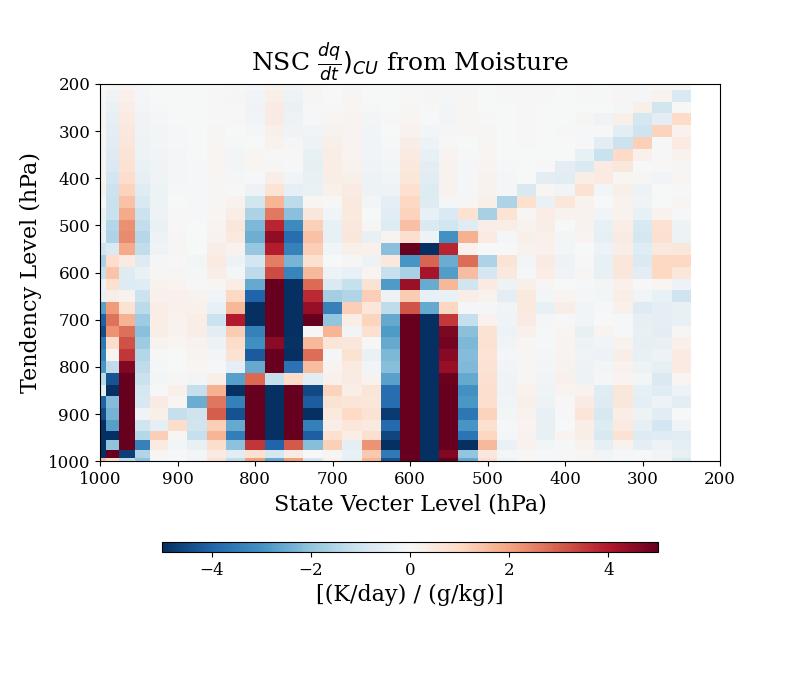 NSC dq/dt)CU from Moisture
200
300
400
500
600
700
800
900
1000
Tendency Level (hPa)
1000 900 800 700 600 500 400 300 200
State Vecter Level (hPa)
−4 −2 0 2 4
[(K/day) / (g/kg)]